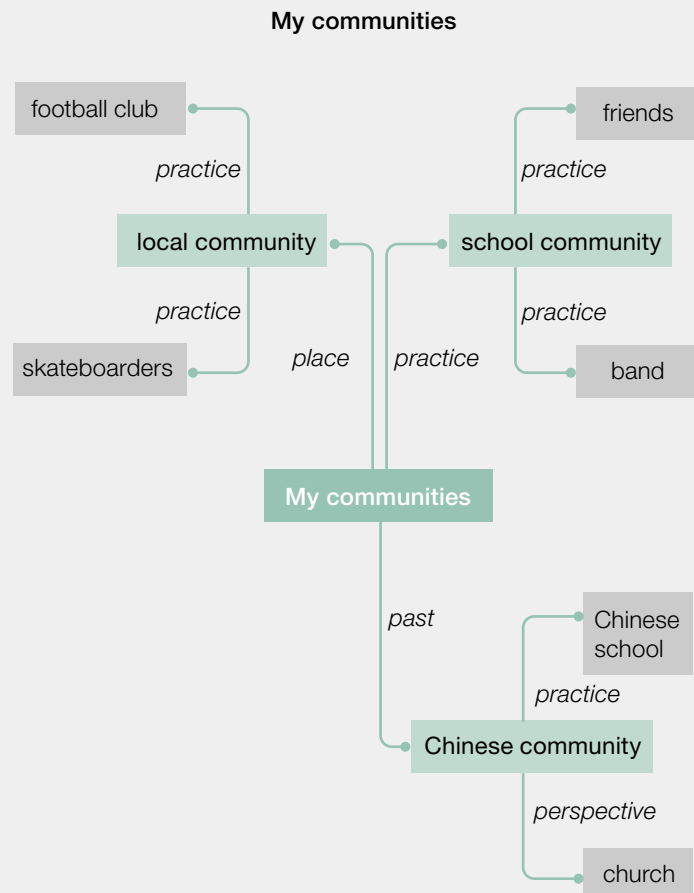 My communities
football club
friends
practice
practice
local community
school community
practice
practice
place
practice
skateboarders
band
My communities
past
Chinese
school
practice
Chinese community
perspective
church